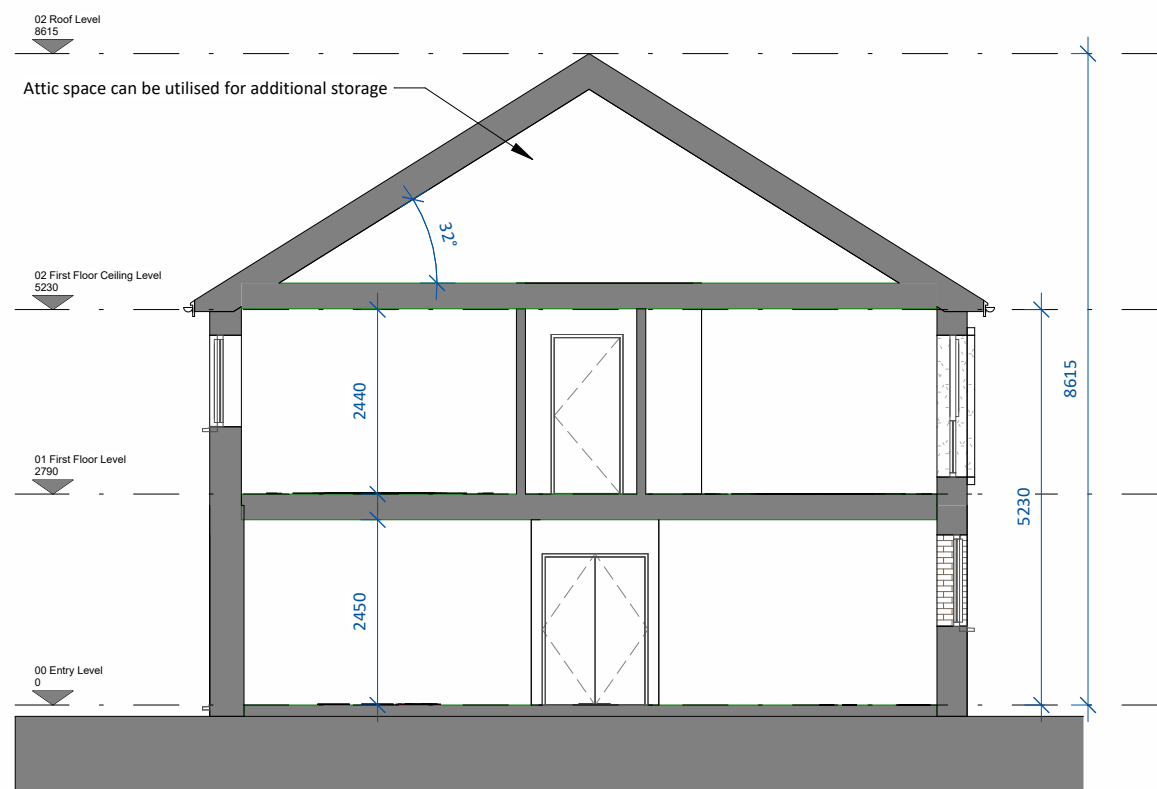 02 Roof Level
8615
Attic space can be utilised for additional storage
32°
02 First Floor Ceiling Level
5230
2440
8615
01 First Floor Level
2790
5230
2450
00 Entry Level
0